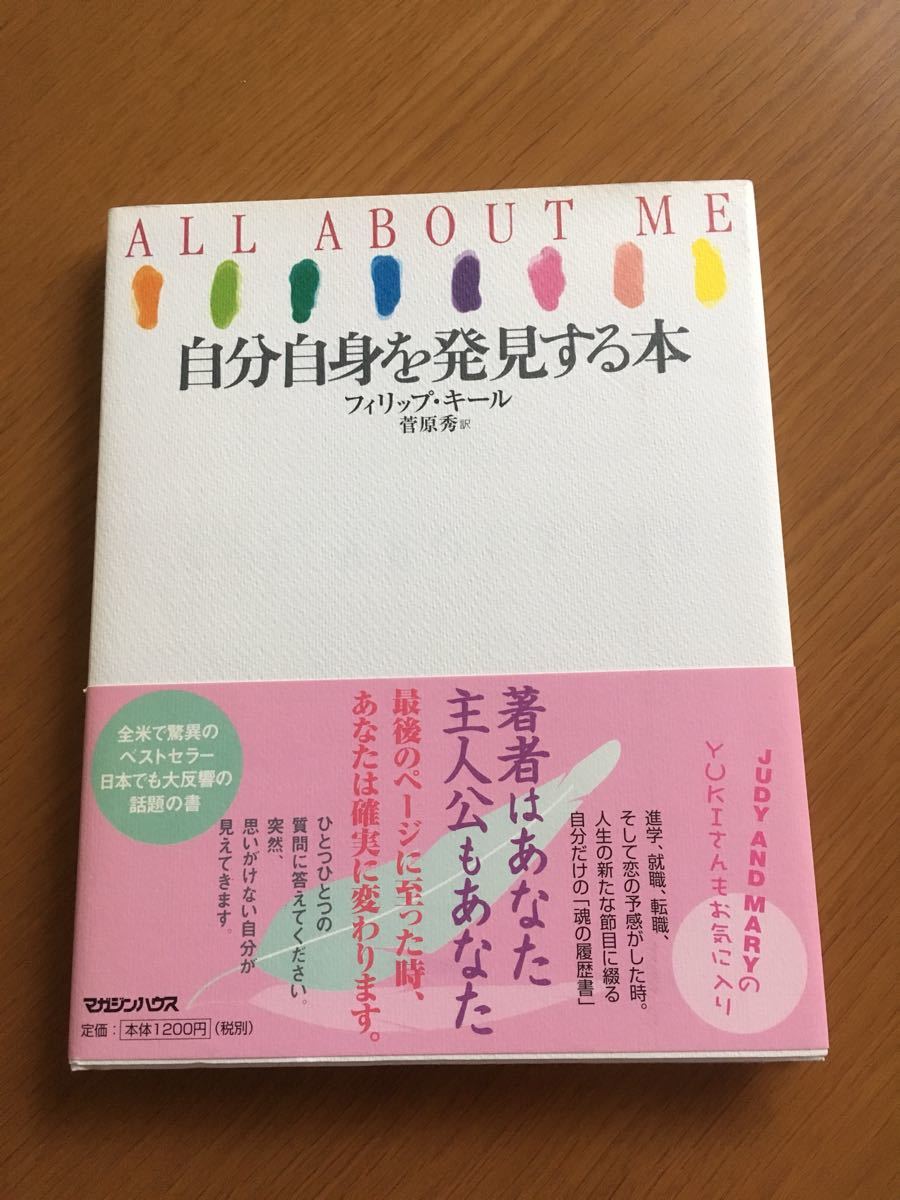 ALL ABOUT ME
自分自身を発見する本
フィリップ・キール
菅原秀訳
JUDY AND MARYの
YUKIさんもお気に入り
進学、就職、転職、
そして恋の予感がした時。
人生の新たな節目に綴る
自分だけの「魂の履歴書」
著者はあなた
主人公もあなた
最後のページに至った時、
あなたは確実に変わります。
ひとつひとつの
質問に答えてください。
突然、
思いがけない自分が
見えてきます。
全米で驚異の
ベストセラー
日本でも大反響の
話題の書
マガジンハウス
定価：本体1200円（税別）